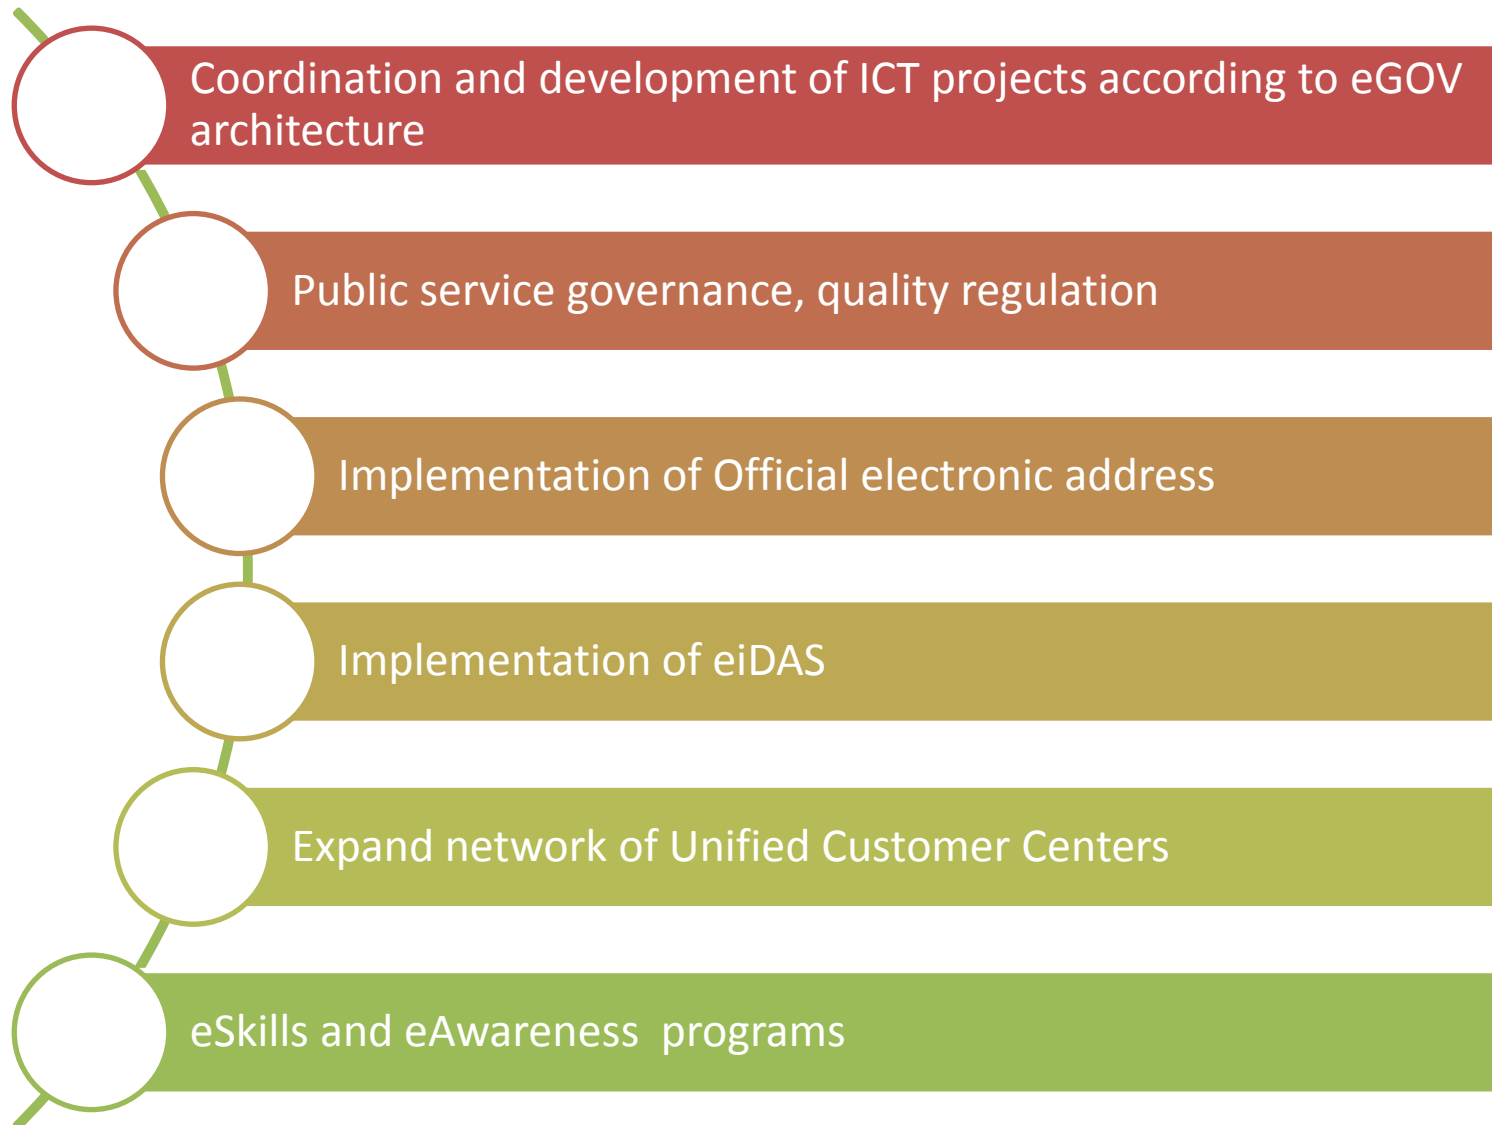 Coordination and development of ICT projects according to eGOV
architecture
Public service governance, quality regulation
Implementation of Official electronic address
Implementation of eiDAS
Expand network of Unified Customer Centers
eSkills and eAwareness  programs